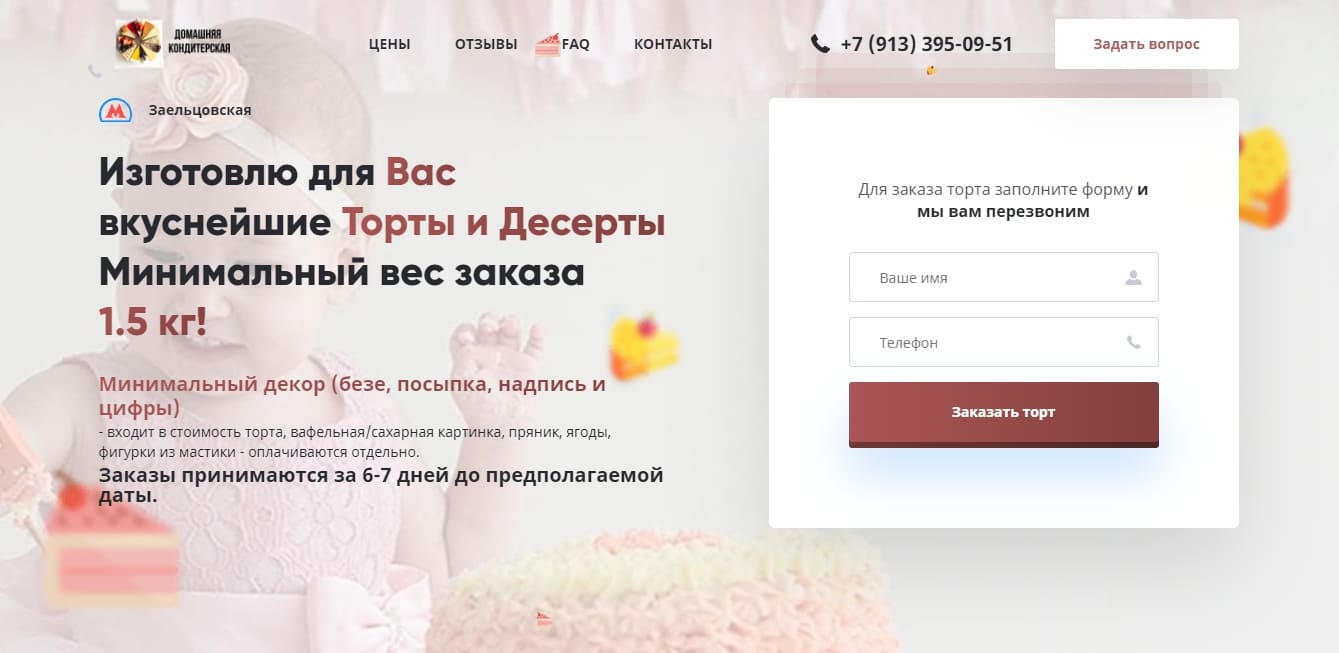 ДОМАШНЯЯ
КОНДИТЕРСКАЯ
ЦЕНЫ
ОТЗЫВЫ
FAQ
КОНТАКТЫ
+7 (913) 395-09-51
Задать вопрос
М
Заельцовская
Изготовлю для Вас
вкуснейшие Торты и Десерты
Минимальный вес заказа
1.5 кг!
Минимальный декор (безе, посыпка, надпись и
цифры)
- входит в стоимость торта, вафельная/сахарная картинка, пряник, ягоды,
фигурки из мастики - оплачиваются отдельно.
Заказы принимаются за 6-7 дней до предполагаемой
даты.
Для заказа торта заполните форму и
мы вам перезвоним
Ваше имя
Телефон
Заказать торт